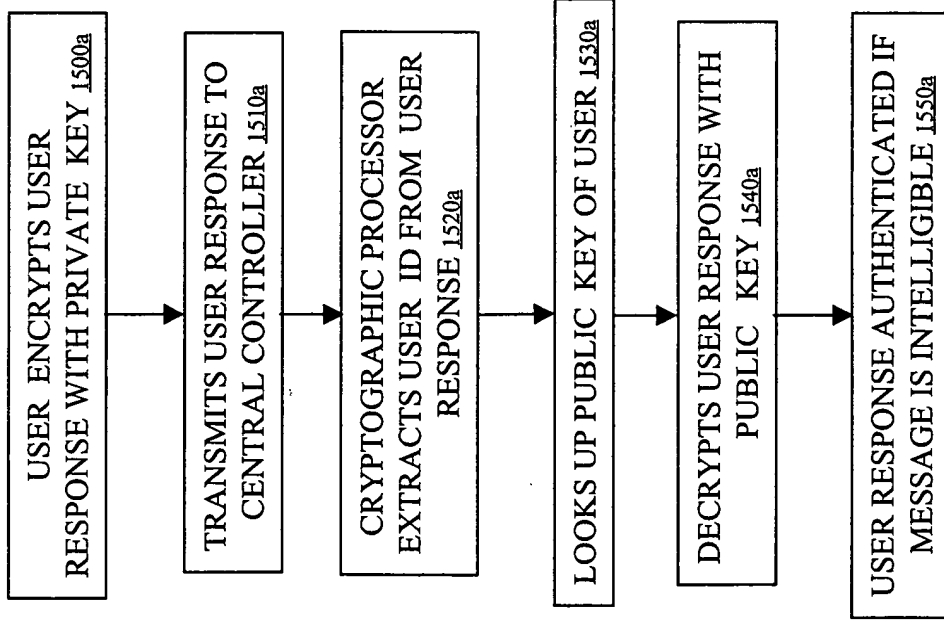 USER ENCRYPTS USER
RESPONSE WITH PRIVATE KEY 1500a
TRANSMITS USER RESPONSE TO
CENTRAL CONTROLLER 1510a
CRYPTOGRAPHIC PROCESSOR
EXTRACTS USER ID FROM USER
RESPONSE 1520a
LOOKS UP PUBLIC KEY OF USER 1530a
DECRYPTS USER RESPONSE WITH
PUBLIC KEY 1540a
USER RESPONSE AUTHENTICATED IF
MESSAGE IS INTELLIGIBLE 1550a